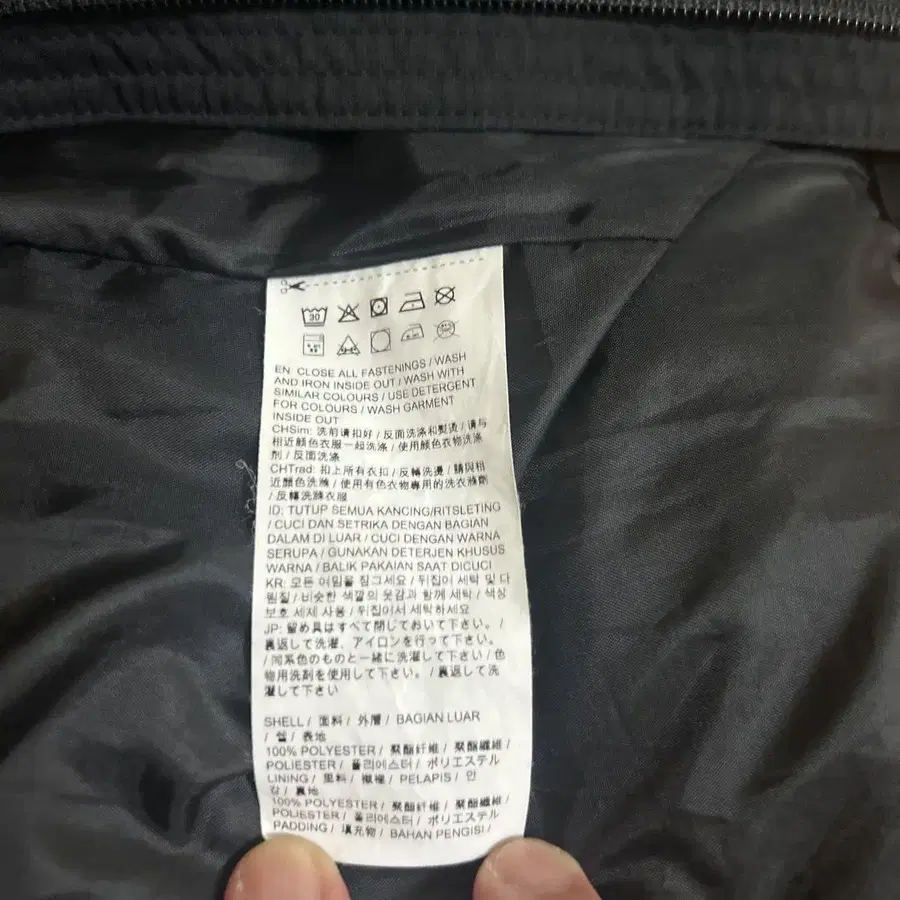 30
EN CLOSE ALL FASTENINGS / WASH
AND IRON INSIDE OUT / WASH WITH
SIMILAR COLOURS / USE DETERGENT
FOR COLOURS / WASH GARMENT
INSIDE OUT
CHSim: 洗前请扣好 / 反面洗涤和熨烫 / 请与
相近颜色衣服一起洗涤 / 使用颜色衣物洗涤
剂 / 反面洗涤
CHTrad: 扣上所有衣扣 / 反轉洗燙 / 請與相
近顏色洗滌 / 使用有色衣物專用的洗衣滌劑
/ 反轉洗滌衣服
ID: TUTUP SEMUA KANCING/RITSLETING
/ CUCI DAN SETRIKA DENGAN BAGIAN
DALAM DI LUAR / CUCI DENGAN WARNA
SERUPA / GUNAKAN DETERJEN KHUSUS
WARNA / BALIK PAKAIAN SAAT DICUCI
KR: 모든 여밈을 잠그세요 / 뒤집어 세탁 및 다
림질 / 비슷한 색깔의 옷감과 함께 세탁 / 색상
보호 세제 사용 / 뒤집어서 세탁하세요
JP: 留め具はすべて閉じておいて下さい。 /
裏返して洗濯、アイロンを行って下さい。
/ 同系色のものと一緒に洗濯して下さい / 色
物用洗剤を使用して下さい。 / 裏返して洗
濯して下さい
SHELL / 面料 / 外層 / BAGIAN LUAR
/ 쉘 / 表地
100% POLYESTER / 聚酯纤维 / 聚酯纖維 /
POLIESTER / 폴리에스터 / ポリエステル
LINING / 里料 / 襯裡 / PELAPIS / 안
감 / 裏地
100% POLYESTER / 聚酯纤维 / 聚酯纖維 /
POLIESTER / 폴리에스터 / ポリエステル
PADDING / 填充物 / BAHAN PENGISI /